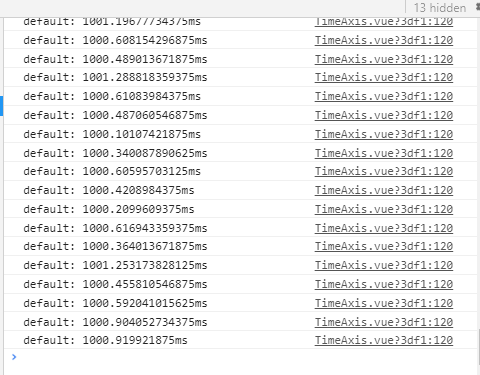 13 hidden
default: 1001.19677734375ms TimeAxis.vue?3df1:120
default: 1000.608154296875ms TimeAxis.vue?3df1:120
default: 1000.489013671875ms TimeAxis.vue?3df1:120
default: 1001.288818359375ms TimeAxis.vue?3df1:120
default: 1000.61083984375ms TimeAxis.vue?3df1:120
default: 1000.487060546875ms TimeAxis.vue?3df1:120
default: 1000.10107421875ms TimeAxis.vue?3df1:120
default: 1000.340087890625ms TimeAxis.vue?3df1:120
default: 1000.60595703125ms TimeAxis.vue?3df1:120
default: 1000.4208984375ms TimeAxis.vue?3df1:120
default: 1000.2099609375ms TimeAxis.vue?3df1:120
default: 1000.616943359375ms TimeAxis.vue?3df1:120
default: 1000.364013671875ms TimeAxis.vue?3df1:120
default: 1001.253173828125ms TimeAxis.vue?3df1:120
default: 1000.455810546875ms TimeAxis.vue?3df1:120
default: 1000.592041015625ms TimeAxis.vue?3df1:120
default: 1000.904052734375ms TimeAxis.vue?3df1:120
default: 1000.919921875ms TimeAxis.vue?3df1:120